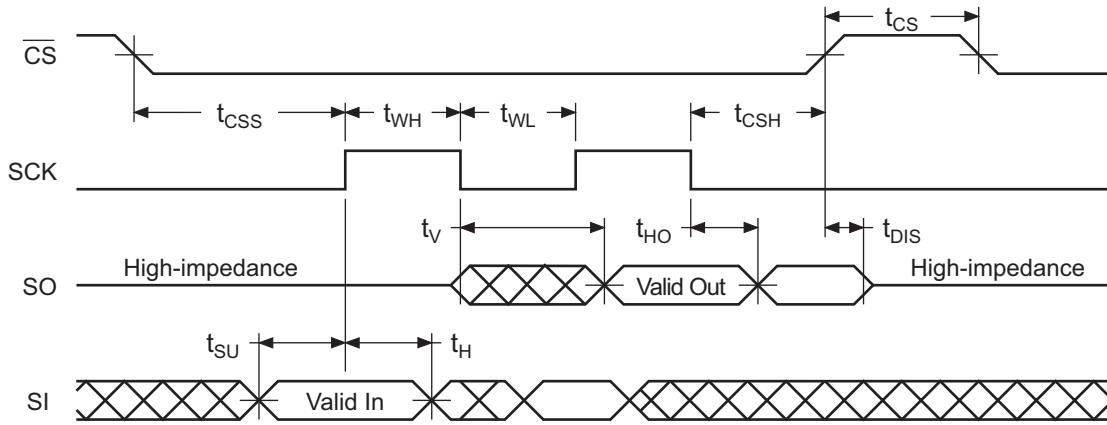 t_CS
C̅S̅
t_CSS t_WH t_WL t_CSH
SCK
t_V t_HO t_DIS
High-impedance High-impedance
SO Valid Out
t_SU t_H
SI Valid In